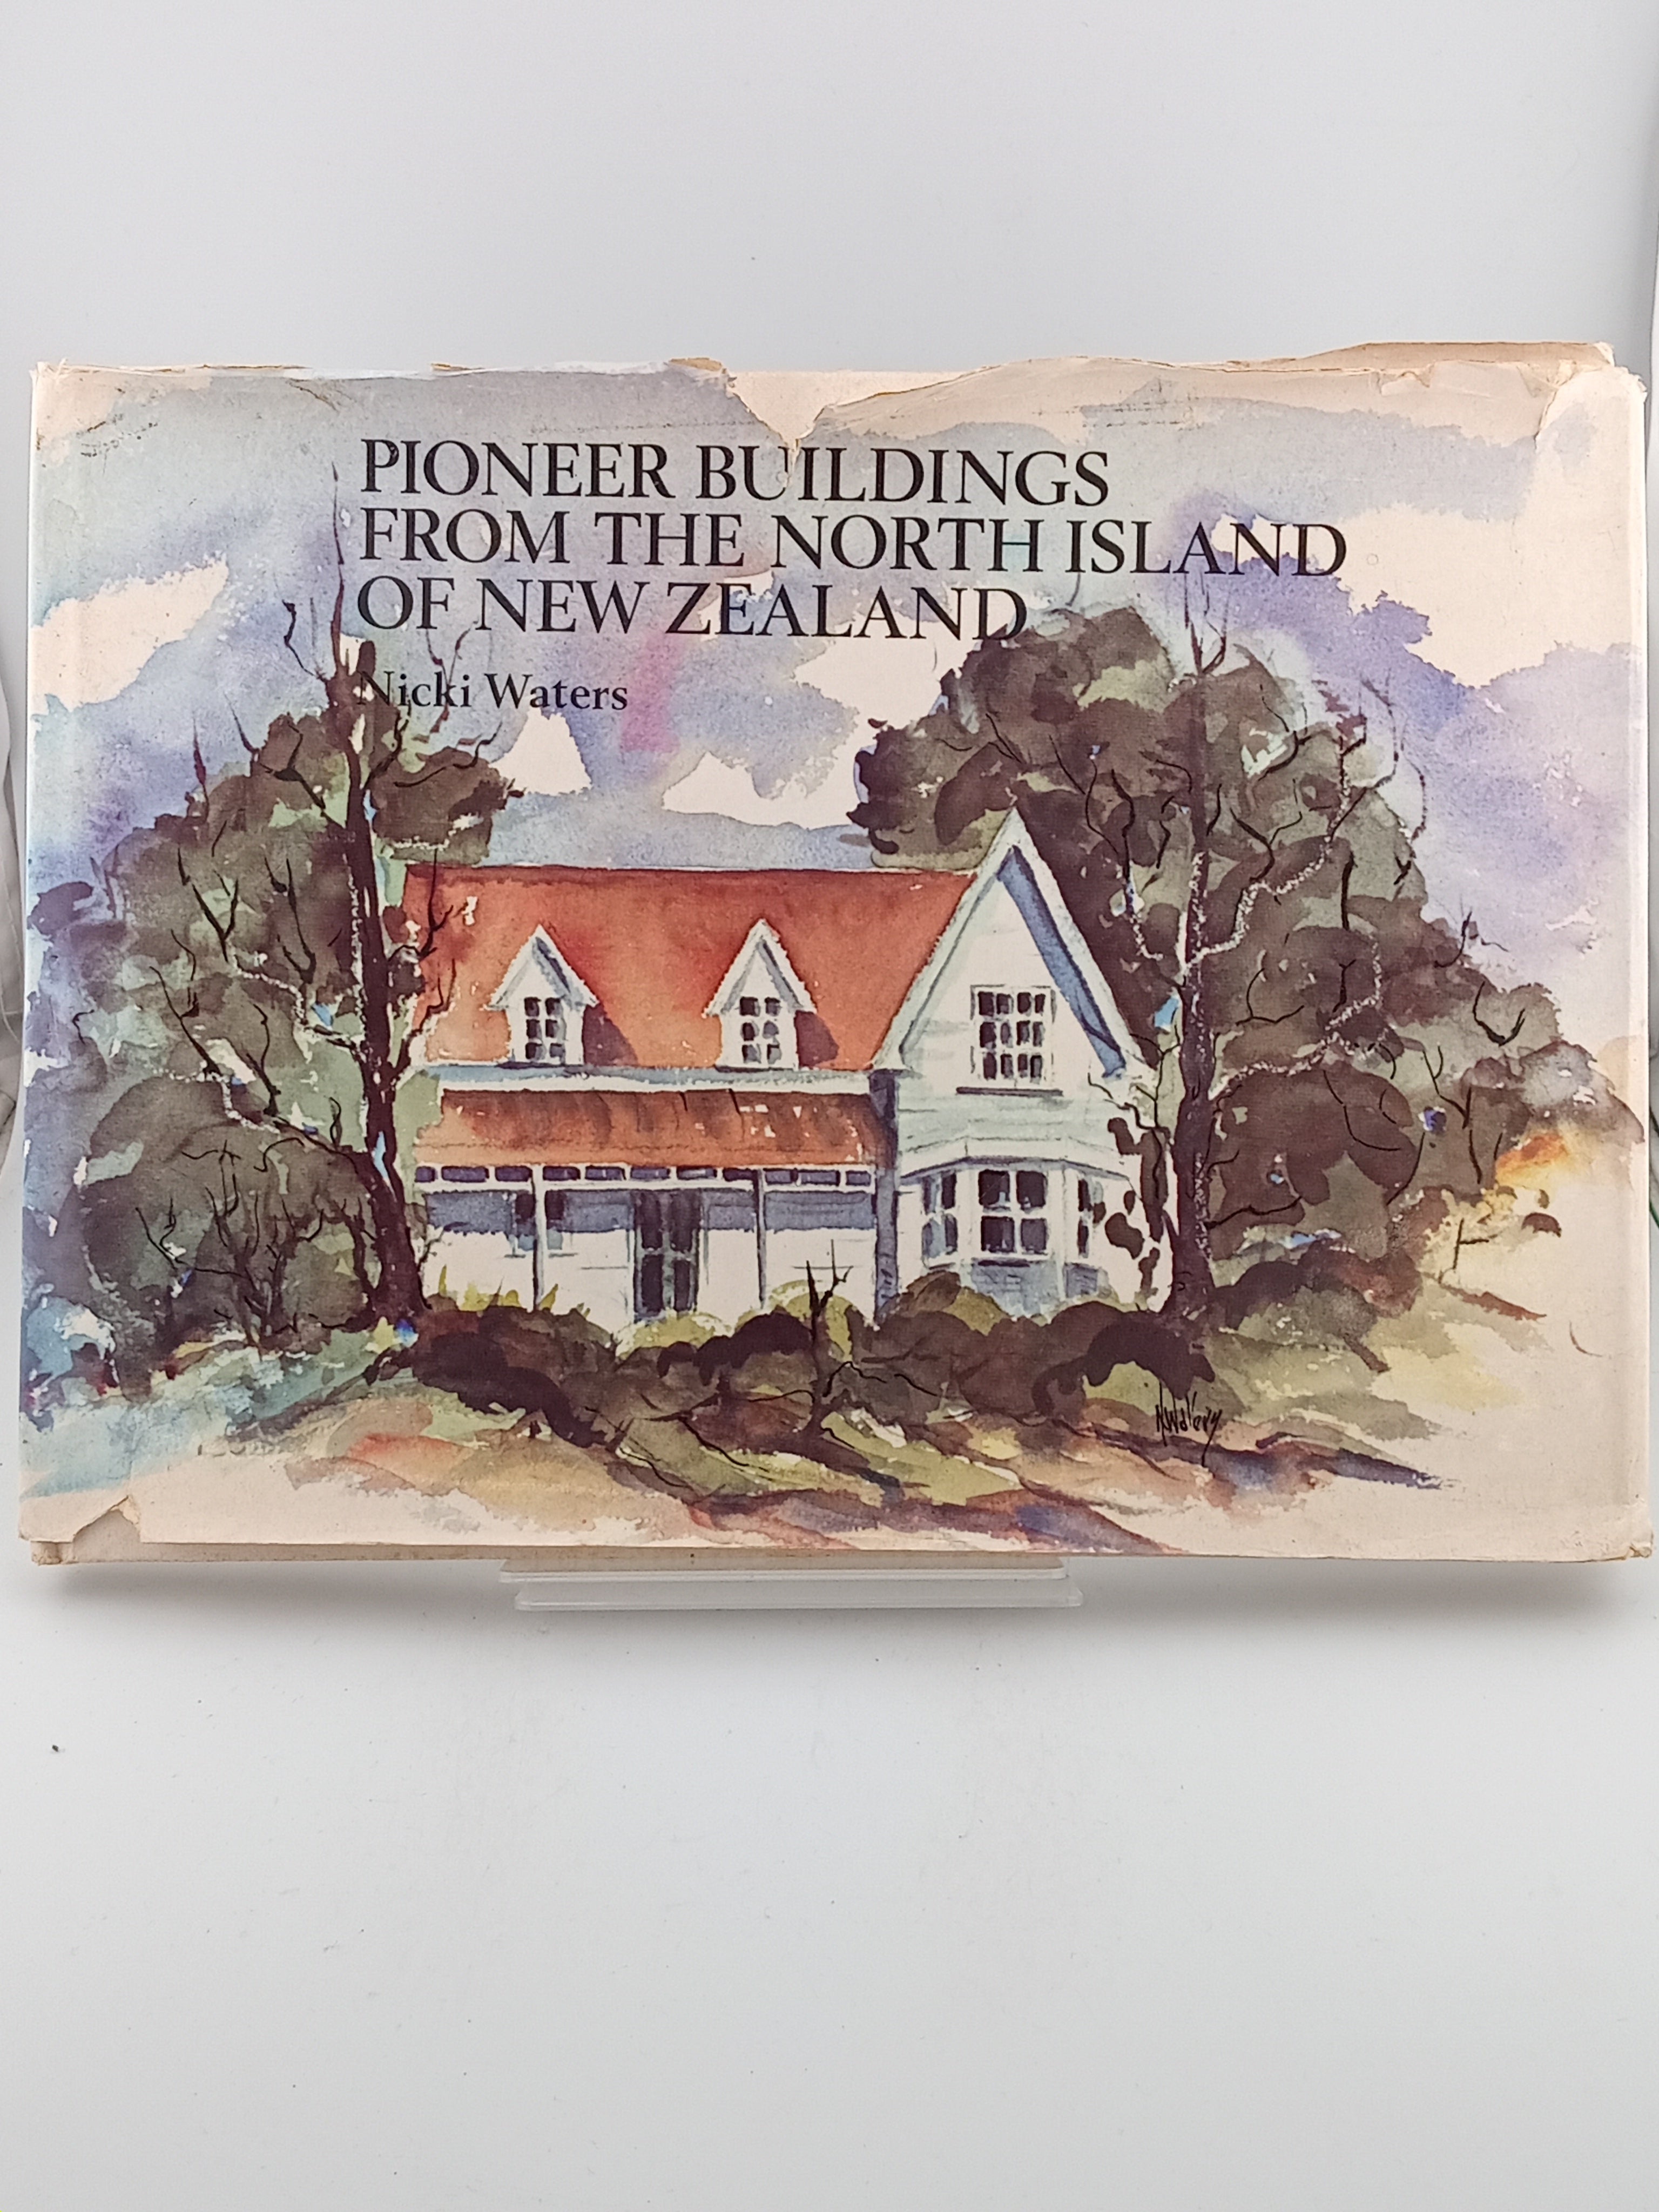 PIONEER BUILDINGS
FROM THE NORTH ISLAND
OF NEW ZEALAND
Nicki Waters